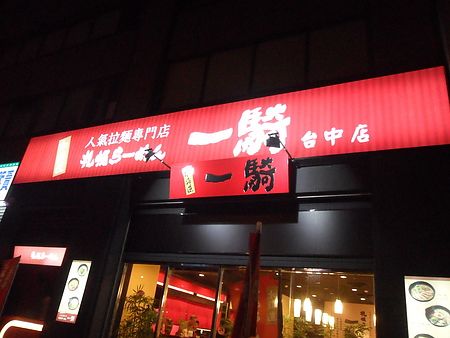 人氣拉麵專門店
札幌らーめん
一騎
台中店
一騎